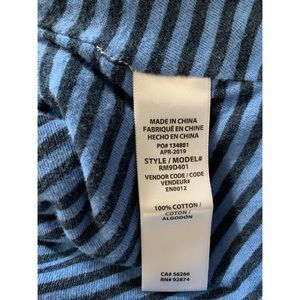 MADE IN CHINA
FABRIQUÉ EN CHINE
HECHO EN CHINA
PO# 134881
APR-2019
STYLE / MODEL#
RM9D401
VENDOR CODE / CODE
VENDEUR#
EN0012
100% COTTON /
COTON /
ALGODÓN
CA# 56266
RN# 92874